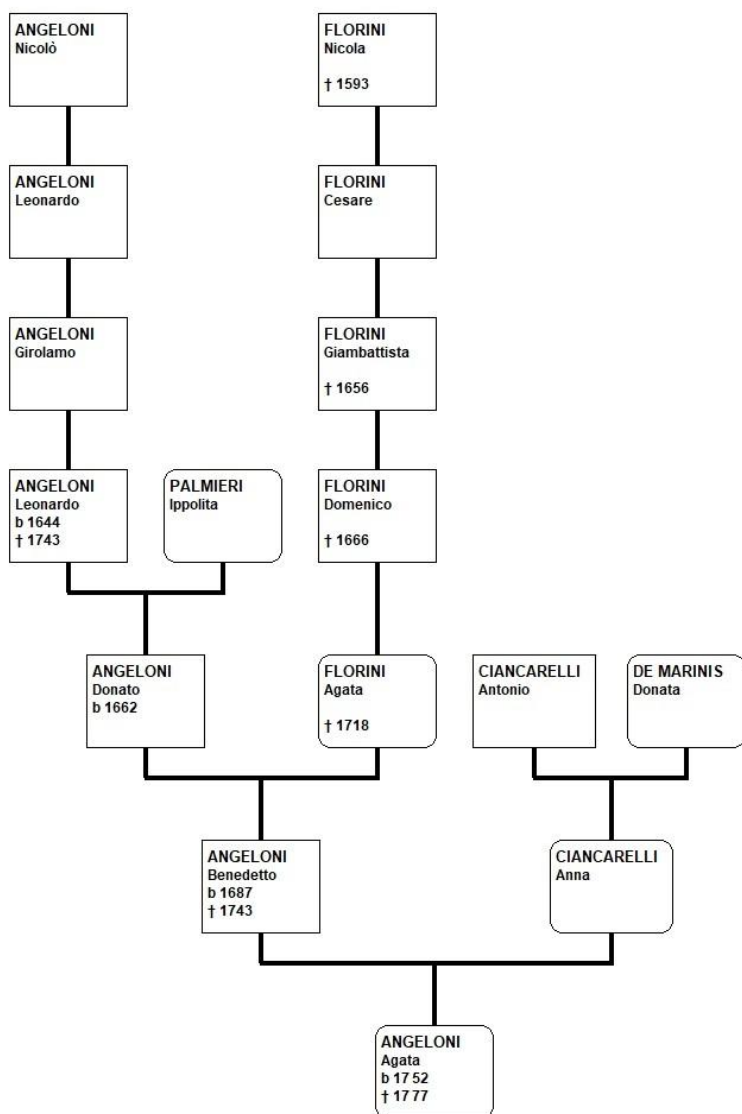 ANGELONI
Nicolò
FLORINI
Nicola
† 1593
ANGELONI
Leonardo
FLORINI
Cesare
ANGELONI
Girolamo
FLORINI
Giambattista
† 1656
ANGELONI
Leonardo
b 1644
† 1743
PALMIERI
Ippolita
FLORINI
Domenico
† 1666
ANGELONI
Donato
b 1662
FLORINI
Agata
† 1718
CIANCARELLI
Antonio
DE MARINIS
Donata
ANGELONI
Benedetto
b 1687
† 1743
CIANCARELLI
Anna
ANGELONI
Agata
b 1752
† 1777